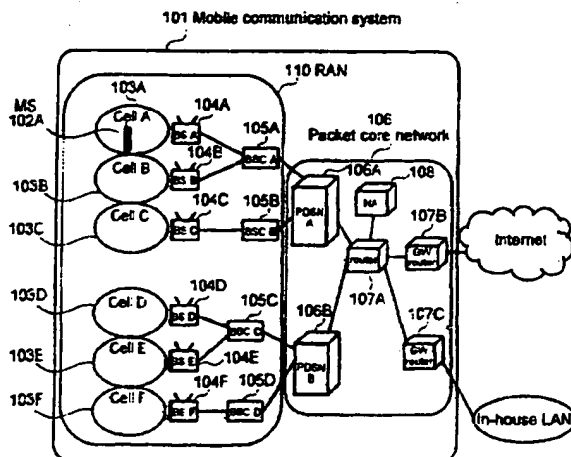 101 Mobile communication system
110 RAN
103A
MS
102A
Cell A
104A
BS A
105A
BSC A
106
Packet core network
106A
108
HA
103B
Cell B
104B
BS B
PDSN A
107B
GW router
Internet
103C
Cell C
104C
BS C
105B
BSC B
router
107A
103D
Cell D
104D
BS D
105C
BSC C
106B
107C
GW router
103E
Cell E
BS E
104E
PDSN B
103F
Cell F
104F
BS F
105D
BSC D
In-house LAN